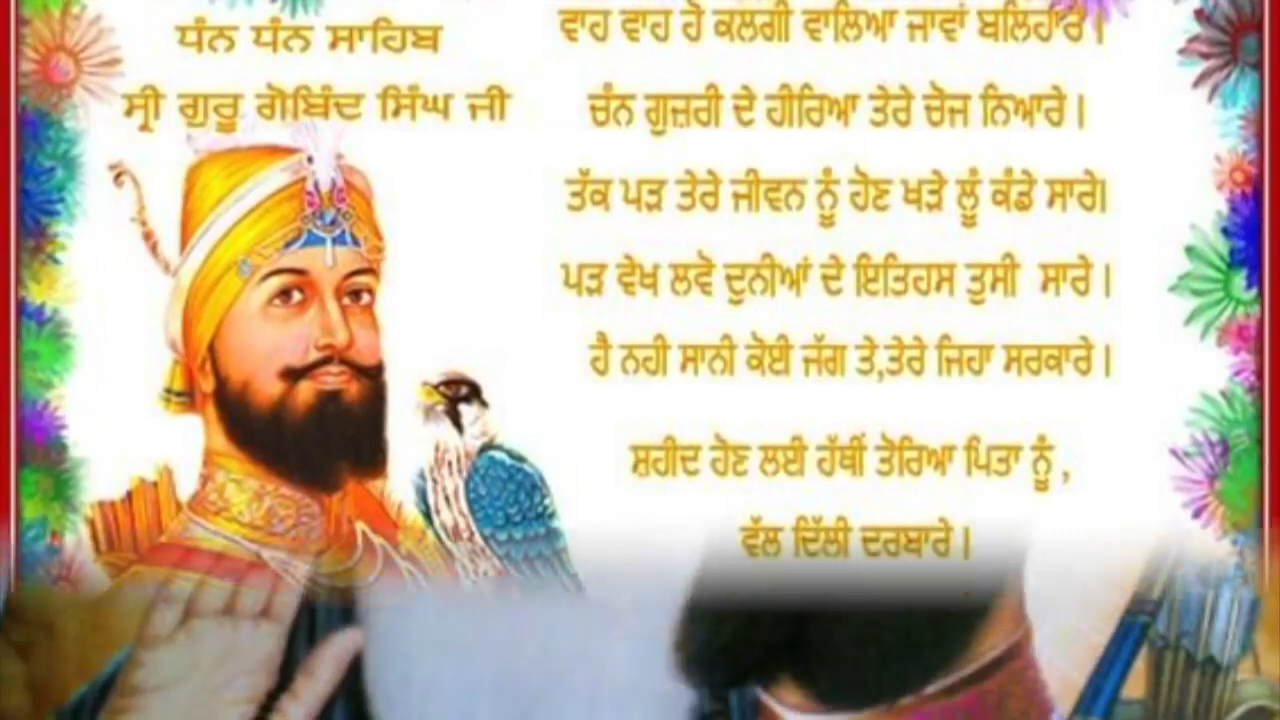 ਧੰਨ ਧੰਨ ਸਾਹਿਬ
ਸ੍ਰੀ ਗੁਰੂ ਗੋਬਿੰਦ ਸਿੰਘ ਜੀ
ਵਾਹ ਵਾਹ ਹੋ ਕਲਗੀ ਵਾਲਿਆ ਜਾਵਾਂ ਬਲਿਹਾਰੇ।
ਚੰਨ ਗੁਜ਼ਰੀ ਦੇ ਹੀਰਿਆ ਤੇਰੇ ਚੋਜ ਨਿਆਰੇ।
ਤੱਕ ਪੜ ਤੇਰੇ ਜੀਵਨ ਨੂੰ ਹੋਣ ਖੜੇ ਲੂੰ ਕੰਡੇ ਸਾਰੇ।
ਪੜ ਵੇਖ ਲਵੋ ਦੁਨੀਆਂ ਦੇ ਇਤਿਹਸ ਤੁਸੀ ਸਾਰੇ।
ਹੈ ਨਹੀ ਸਾਨੀ ਕੋਈ ਜੱਗ ਤੇ,ਤੇਰੇ ਜਿਹਾ ਸਰਕਾਰੇ।
ਸ਼ਹੀਦ ਹੋਣ ਲਈ ਹੱਥੀਂ ਤੋਰਿਆ ਪਿਤਾ ਨੂੰ ,
ਵੱਲ ਦਿੱਲੀ ਦਰਬਾਰੇ।